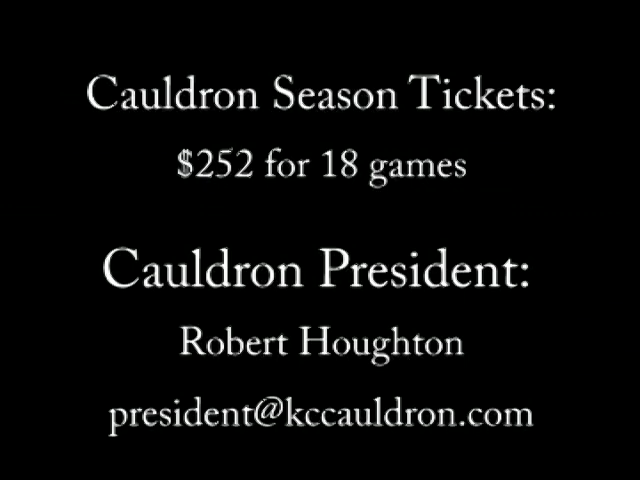 Cauldron Season Tickets:
$252 for 18 games
Cauldron President:
Robert Houghton
president@kccauldron.com